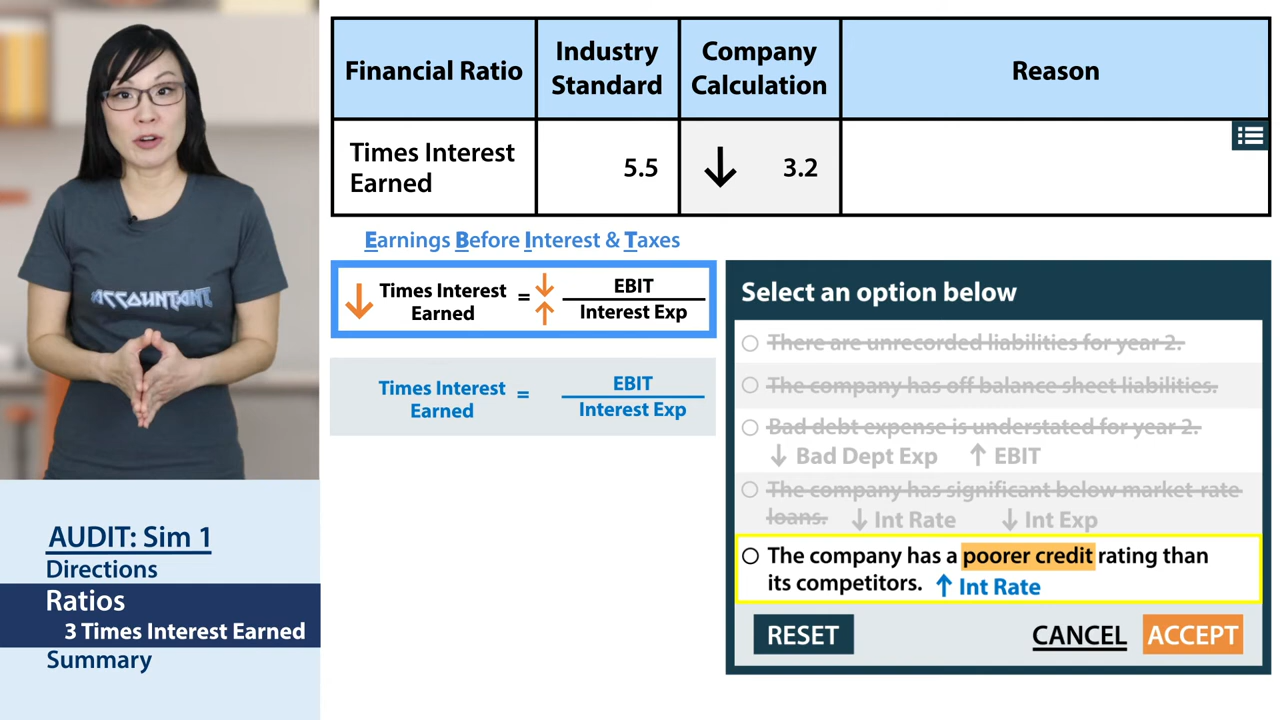 Financial Ratio
Industry
Standard
Company
Calculation
Reason
Times Interest
Earned
5.5
↓ 3.2
Earnings Before Interest & Taxes
↓ Times Interest
Earned
= ↓ EBIT
↑ Interest Exp
Times Interest
Earned
= EBIT
Interest Exp
Select an option below
There are unrecorded liabilities for year 2.
The company has off balance sheet liabilities.
Bad debt expense is understated for year 2.
↓ Bad Dept Exp ↑ EBIT
The company has significant below market-rate
loans. ↓ Int Rate ↓ Int Exp
The company has a poorer credit rating than
its competitors. ↑ Int Rate
RESET CANCEL ACCEPT
ACCOUNTANT
AUDIT: Sim 1
Directions
Ratios
3 Times Interest Earned
Summary